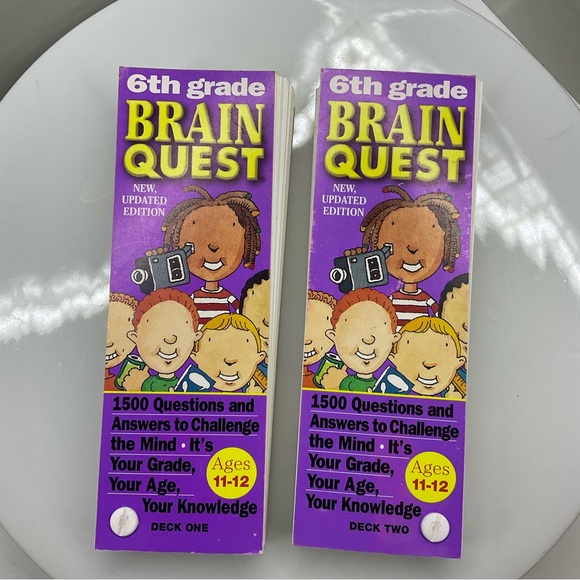 6th grade
BRAIN
QUEST
NEW,
UPDATED
EDITION
1500 Questions and
Answers to Challenge
the Mind • It's
Your Grade,
Your Age,
Your Knowledge
Ages
11-12
DECK ONE
6th grade
BRAIN
QUEST
NEW,
UPDATED
EDITION
1500 Questions and
Answers to Challenge
the Mind • It's
Your Grade,
Your Age,
Your Knowledge
Ages
11-12
DECK TWO